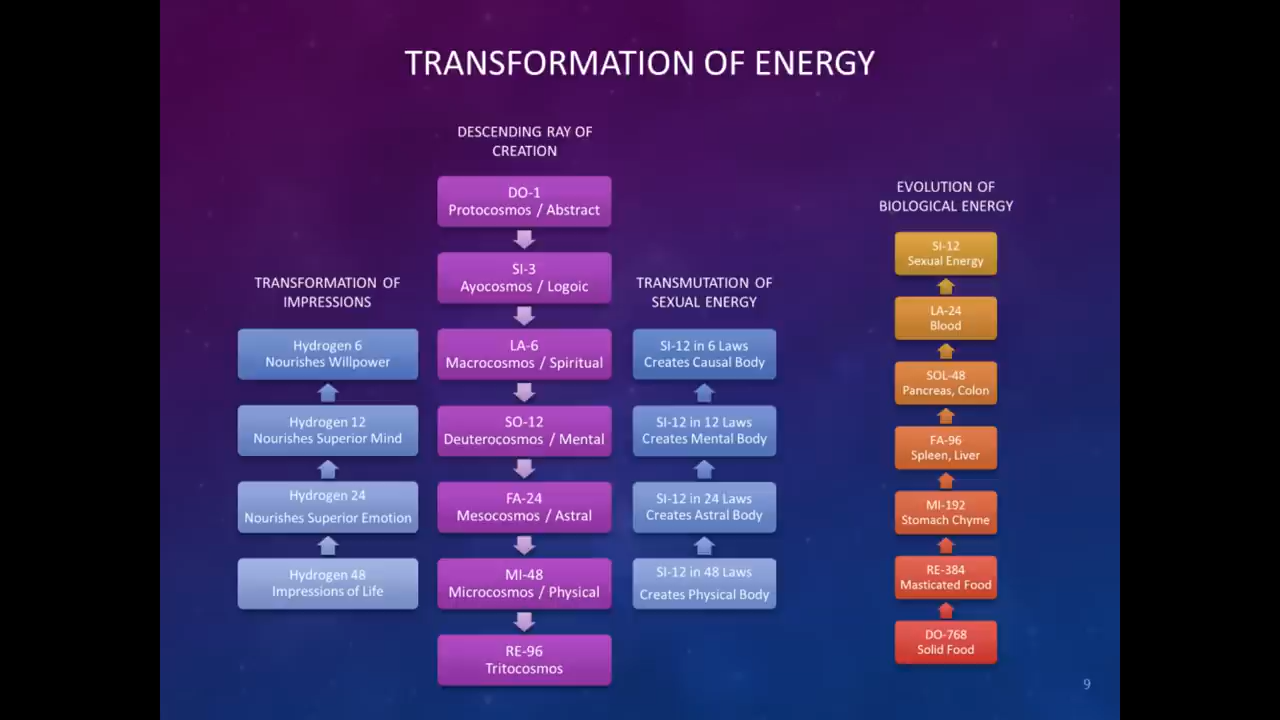 TRANSFORMATION OF ENERGY
DESCENDING RAY OF
CREATION
DO-1
Protocosmos / Abstract
SI-3
Ayocosmos / Logoic
LA-6
Macrocosmos / Spiritual
SO-12
Deuterocosmos / Mental
FA-24
Mesocosmos / Astral
MI-48
Microcosmos / Physical
RE-96
Tritocosmos
TRANSFORMATION OF
IMPRESSIONS
Hydrogen 6
Nourishes Willpower
Hydrogen 12
Nourishes Superior Mind
Hydrogen 24
Nourishes Superior Emotion
Hydrogen 48
Impressions of Life
TRANSMUTATION OF
SEXUAL ENERGY
SI-12 in 6 Laws
Creates Causal Body
SI-12 in 12 Laws
Creates Mental Body
SI-12 in 24 Laws
Creates Astral Body
SI-12 in 48 Laws
Creates Physical Body
EVOLUTION OF
BIOLOGICAL ENERGY
SI-12
Sexual Energy
LA-24
Blood
SOL-48
Pancreas, Colon
FA-96
Spleen, Liver
MI-192
Stomach Chyme
RE-384
Masticated Food
DO-768
Solid Food
9